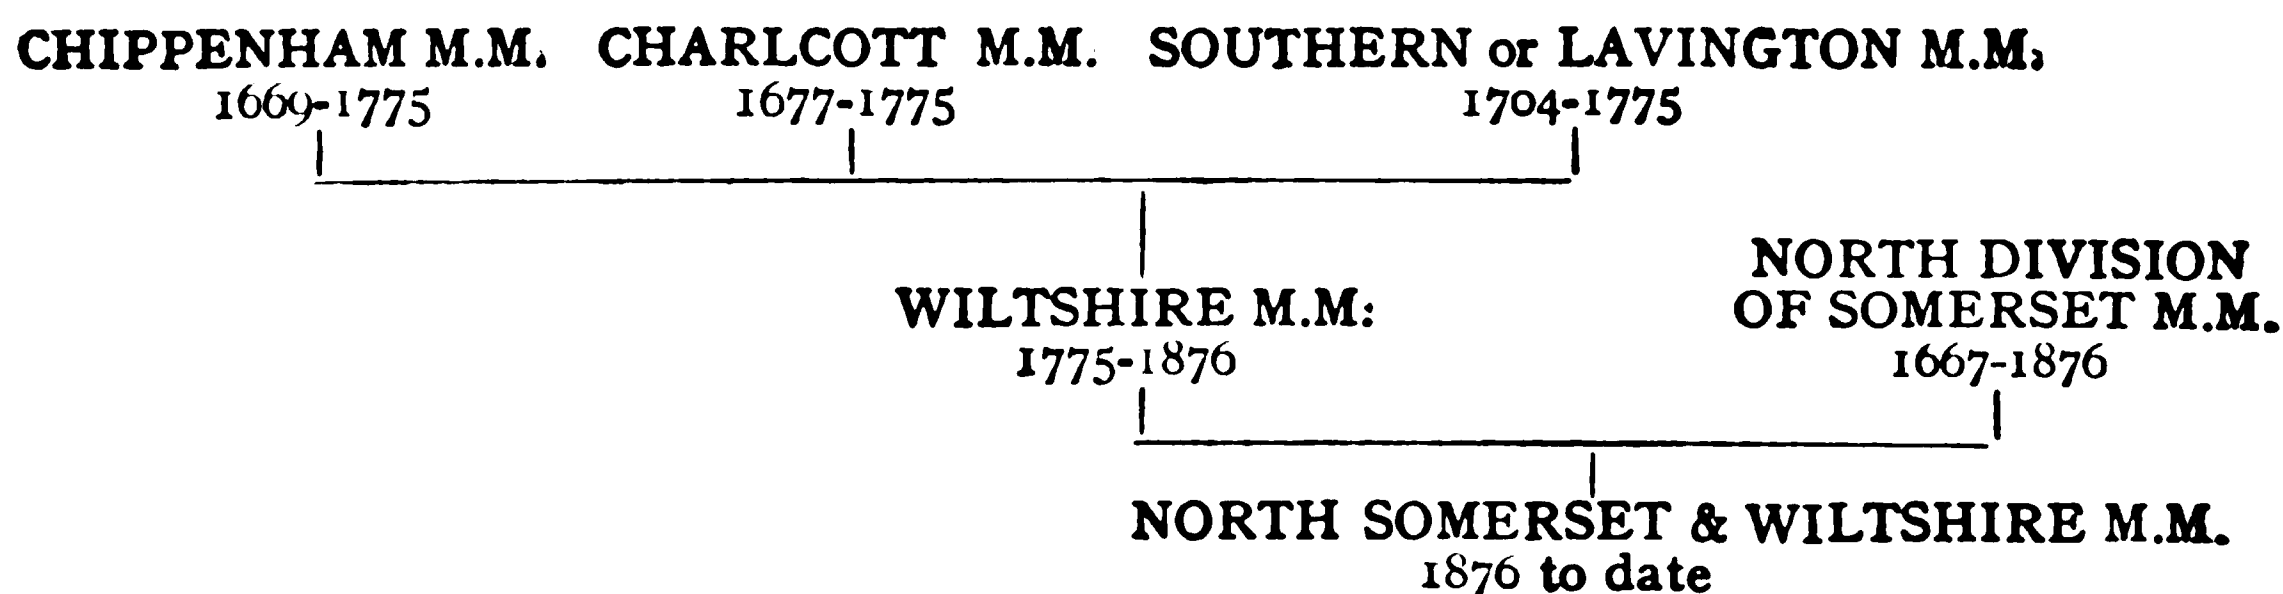 CHIPPENHAM M.M. CHARLCOTT M.M. SOUTHERN or LAVINGTON M.M.
1669-1775 1677-1775 1704-1775
WILTSHIRE M.M:
1775-1876
NORTH DIVISION
OF SOMERSET M.M.
1667-1876
NORTH SOMERSET & WILTSHIRE M.M.
1876 to date